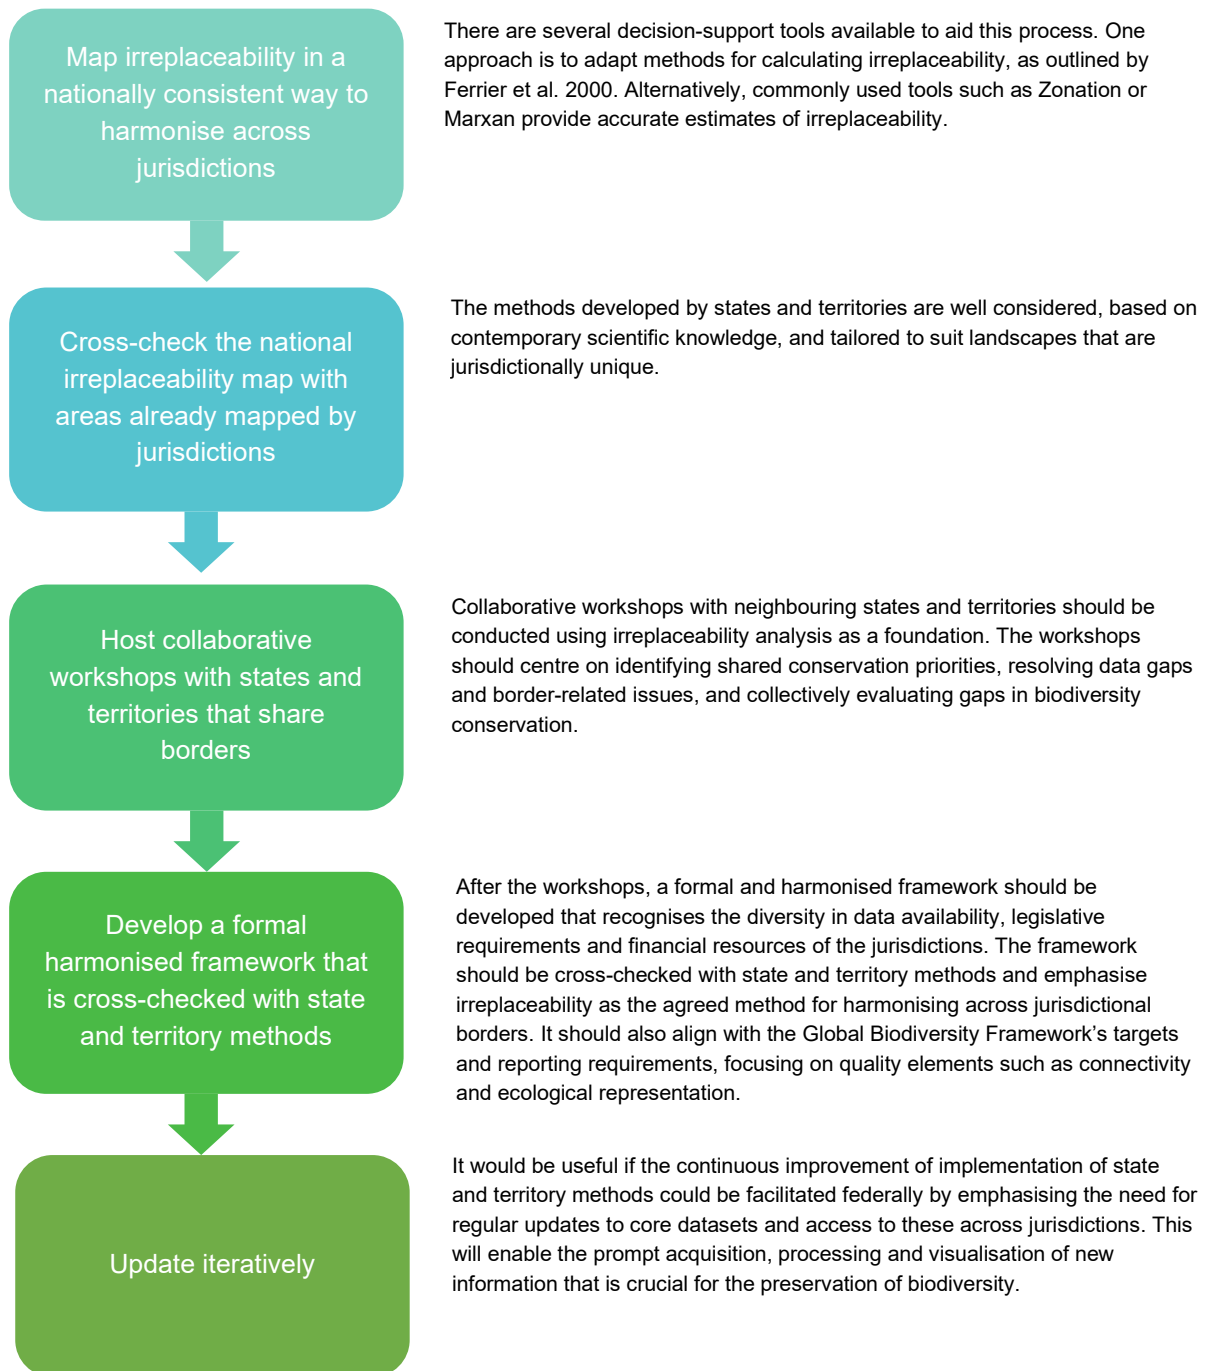 Map irreplaceability in a
nationally consistent way to
harmonise across
jurisdictions
There are several decision-support tools available to aid this process. One
approach is to adapt methods for calculating irreplaceability, as outlined by
Ferrier et al. 2000. Alternatively, commonly used tools such as Zonation or
Marxan provide accurate estimates of irreplaceability.
Cross-check the national
irreplaceability map with
areas already mapped by
jurisdictions
The methods developed by states and territories are well considered, based on
contemporary scientific knowledge, and tailored to suit landscapes that are
jurisdictionally unique.
Host collaborative
workshops with states and
territories that share
borders
Collaborative workshops with neighbouring states and territories should be
conducted using irreplaceability analysis as a foundation. The workshops
should centre on identifying shared conservation priorities, resolving data gaps
and border-related issues, and collectively evaluating gaps in biodiversity
conservation.
Develop a formal
harmonised framework that
is cross-checked with state
and territory methods
After the workshops, a formal and harmonised framework should be
developed that recognises the diversity in data availability, legislative
requirements and financial resources of the jurisdictions. The framework
should be cross-checked with state and territory methods and emphasise
irreplaceability as the agreed method for harmonising across jurisdictional
borders. It should also align with the Global Biodiversity Framework’s targets
and reporting requirements, focusing on quality elements such as connectivity
and ecological representation.
Update iteratively
It would be useful if the continuous improvement of implementation of state
and territory methods could be facilitated federally by emphasising the need for
regular updates to core datasets and access to these across jurisdictions. This
will enable the prompt acquisition, processing and visualisation of new
information that is crucial for the preservation of biodiversity.